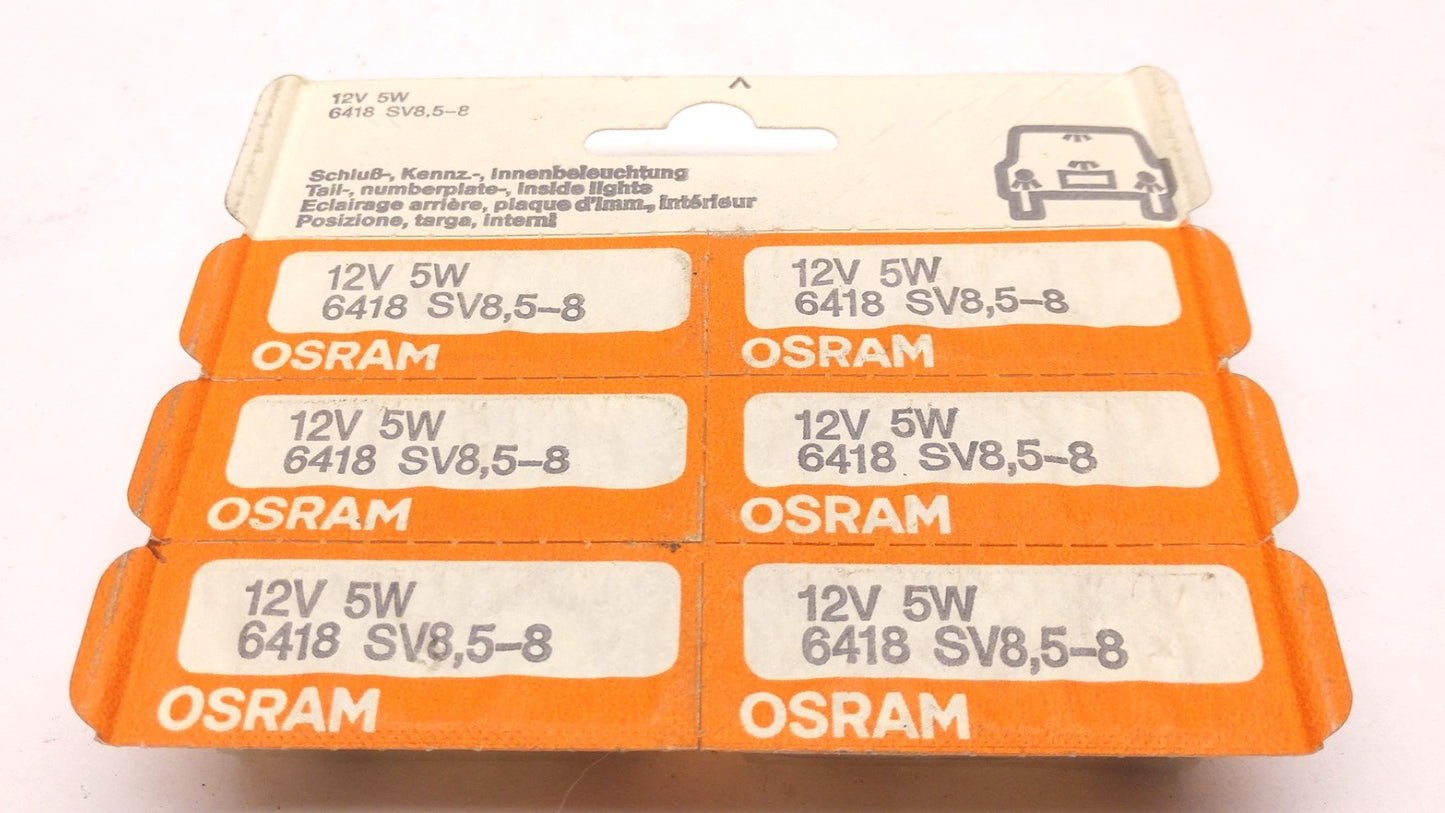 12V 5W
6418 SV8,5-8
Schluß-, Kennz.-, Innenbeleuchtung
Tail-, numberplate-, inside lights
Eclairage arrière, plaque d'imm., intérieur
Posizione, targa, interni
12V 5W
6418 SV8,5-8
OSRAM
12V 5W
6418 SV8,5-8
OSRAM
12V 5W
6418 SV8,5-8
OSRAM
12V 5W
6418 SV8,5-8
OSRAM
12V 5W
6418 SV8,5-8
OSRAM
12V 5W
6418 SV8,5-8
OSRAM